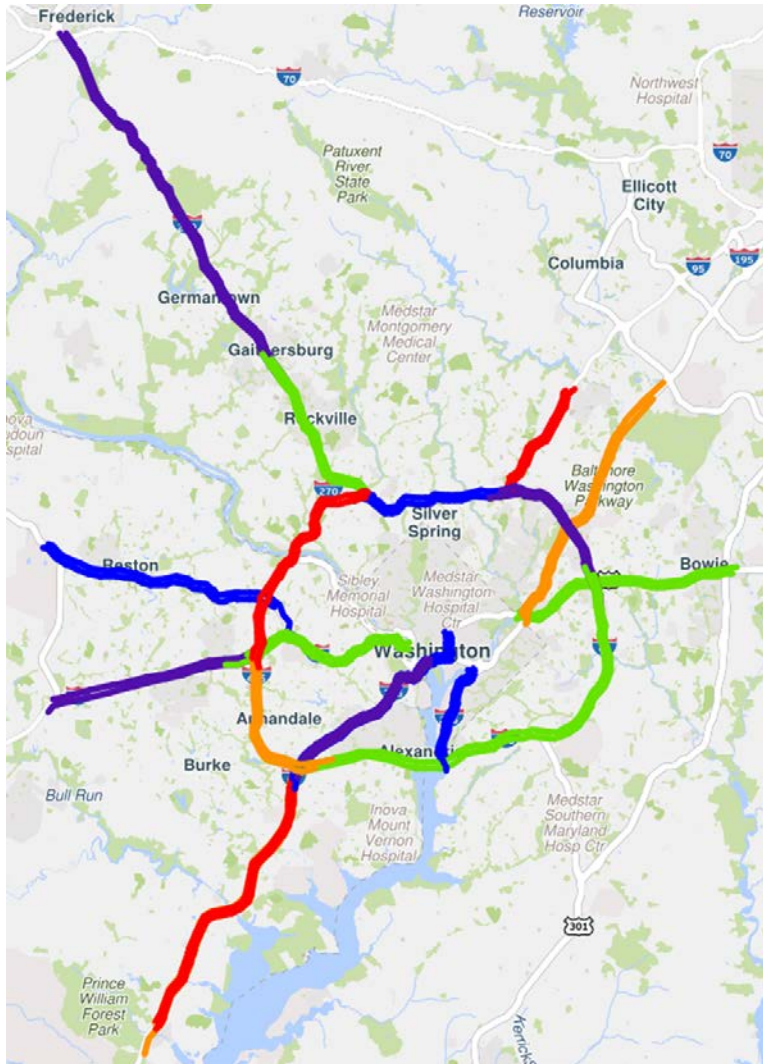 Frederick
Reservoir
70
Northwest
Hospital
Patuxent
River
State
Park
70
Ellicott
City
Columbia
95
195
Germantown
Medstar
Montgomery
Medical
Center
Gaithersburg
Rockville
270
Baltimore
Washington
Parkway
Silver
Spring
Reston
Sibley
Memorial
Hospital
Medstar
Washington
Hospital
Ctr
Bowie
Washington
Annandale
Burke
Bull Run
Inova
Mount
Vernon
Hospital
Medstar
Southern
Maryland
Hosp Ctr
301
Prince
William
Forest
Park